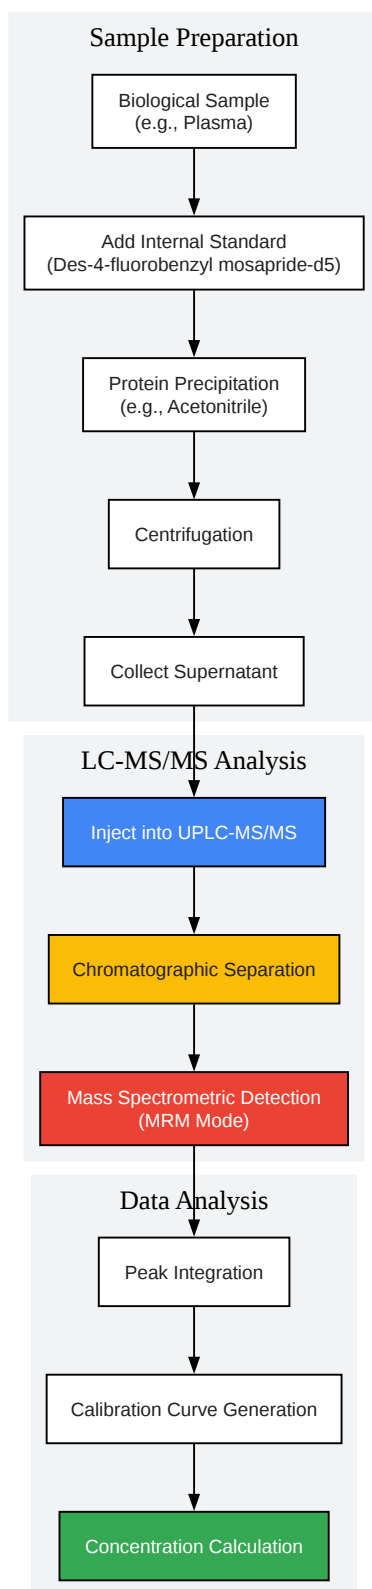 Sample Preparation
Biological Sample
(e.g., Plasma)
Add Internal Standard
(Des-4-fluorobenzyl mosapride-d5)
Protein Precipitation
(e.g., Acetonitrile)
Centrifugation
Collect Supernatant
LC-MS/MS Analysis
Inject into UPLC-MS/MS
Chromatographic Separation
Mass Spectrometric Detection
(MRM Mode)
Data Analysis
Peak Integration
Calibration Curve Generation
Concentration Calculation